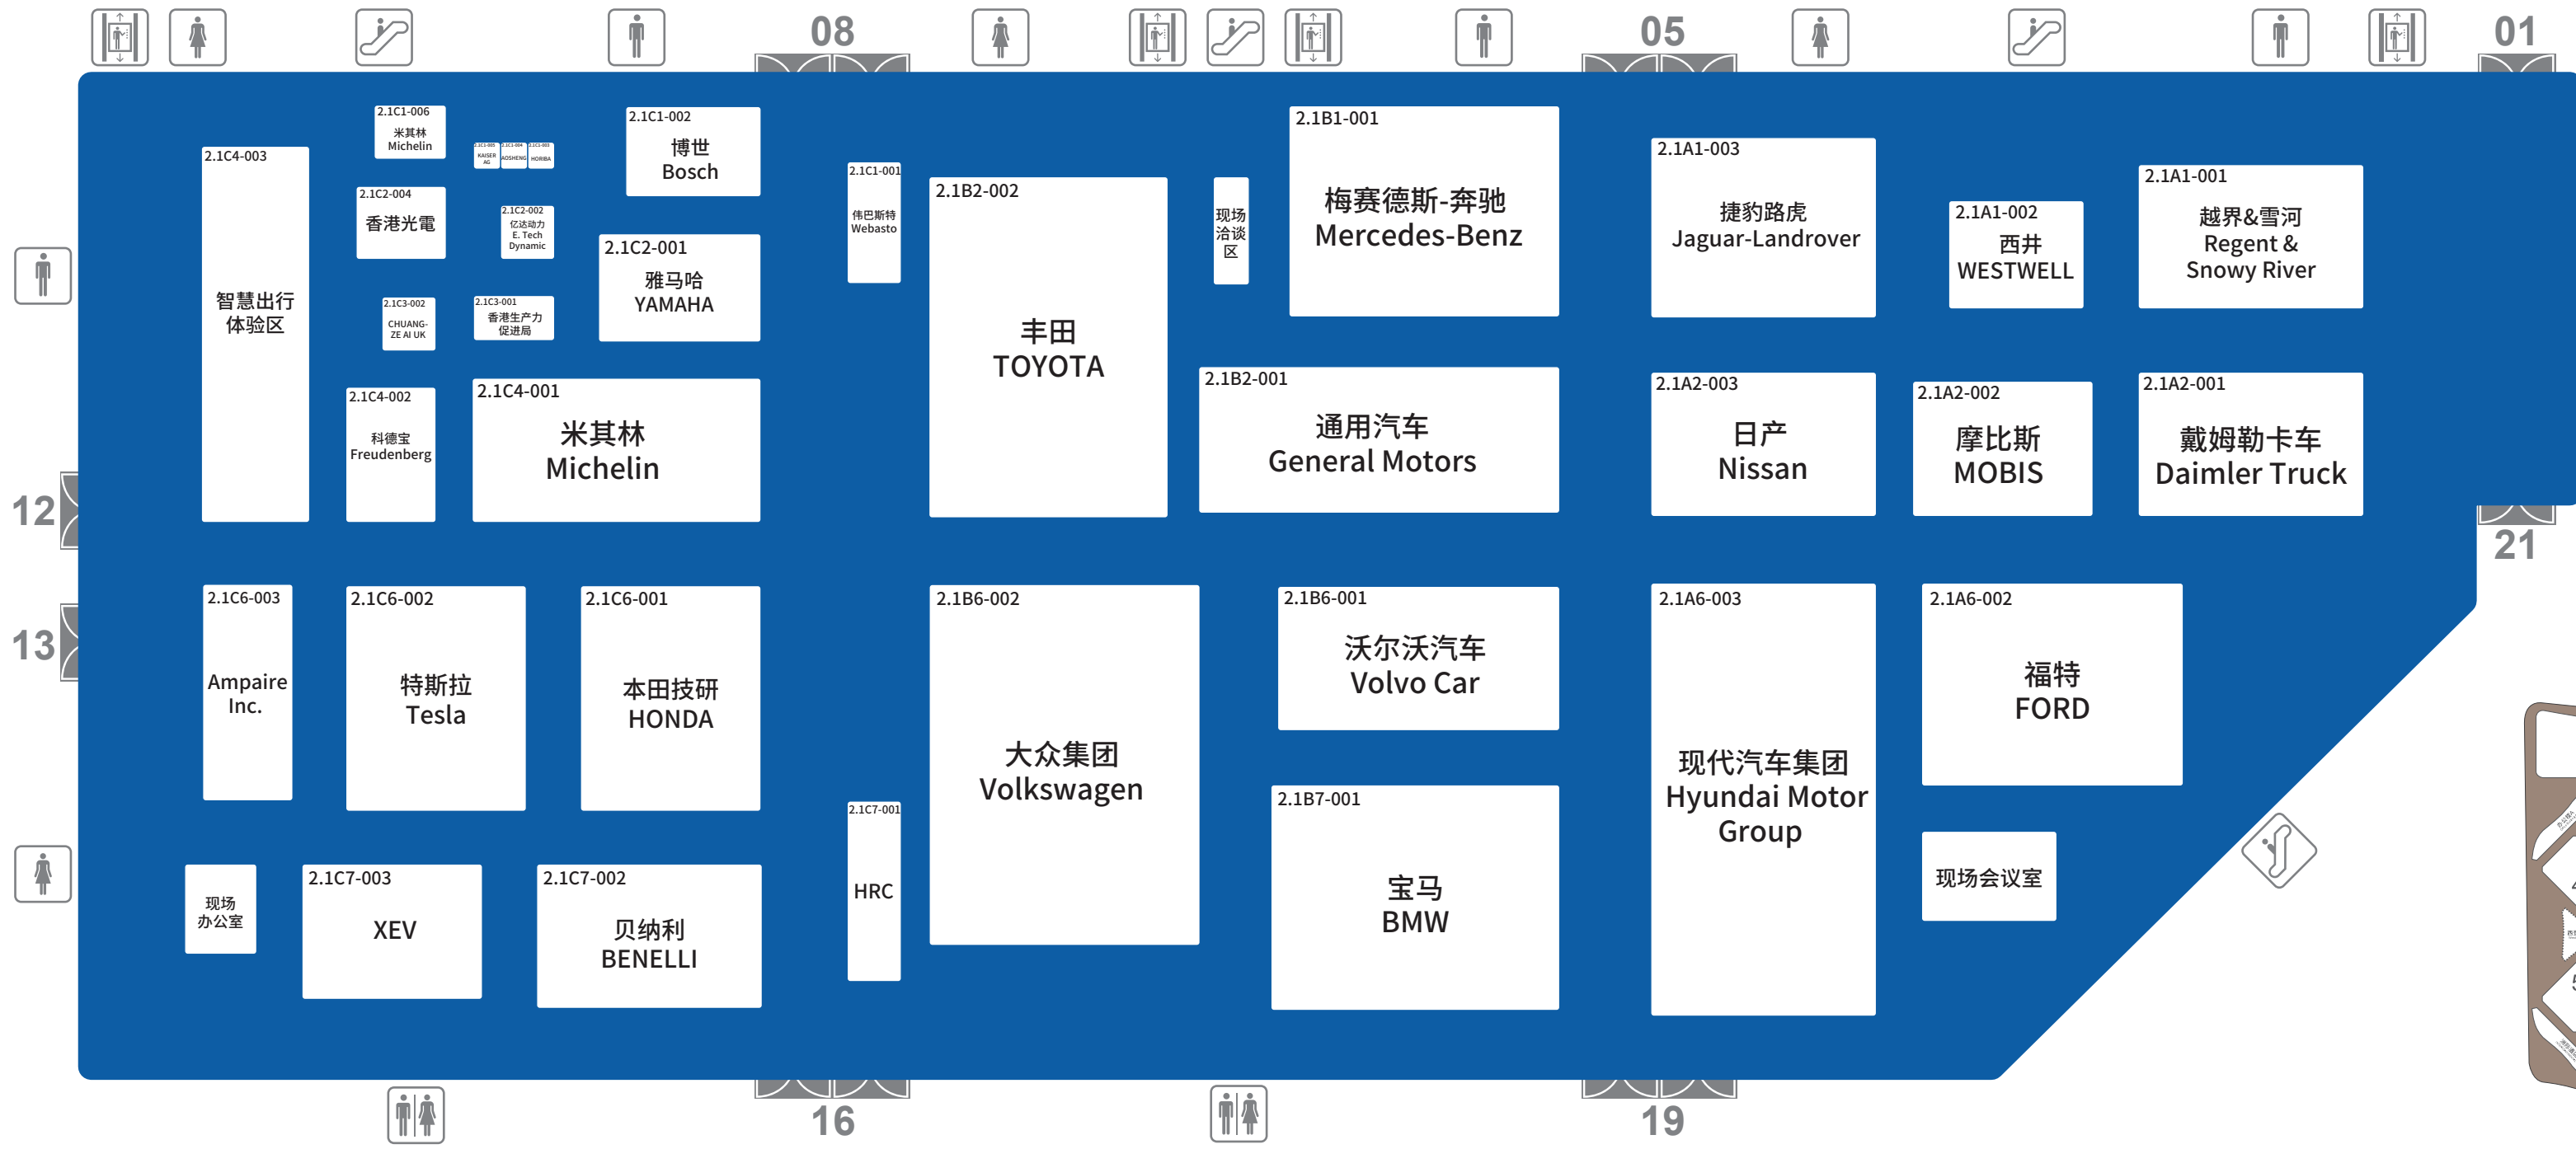 08
05
01
2.1C1-006
米其林
Michelin
2.1C1-005
KAISER
AG
2.1C1-004
AOSHENG
2.1C1-003
HORIBA
2.1C1-002
博世
Bosch
2.1C4-003
智慧出行
体验区
2.1C2-004
香港光電
2.1C2-002
亿达动力
E. Tech
Dynamic
2.1C2-001
雅马哈
YAMAHA
2.1C3-002
CHUANG-
ZE AI UK
2.1C3-001
香港生产力
促进局
2.1C4-002
科德宝
Freudenberg
2.1C4-001
米其林
Michelin
2.1C1-001
伟巴斯特
Webasto
2.1B2-002
丰田
TOYOTA
现场
洽谈
区
2.1B1-001
梅赛德斯-奔驰
Mercedes-Benz
2.1B2-001
通用汽车
General Motors
2.1A1-003
捷豹路虎
Jaguar-Landrover
2.1A1-002
西井
WESTWELL
2.1A1-001
越界&雪河
Regent &
Snowy River
2.1A2-003
日产
Nissan
2.1A2-002
摩比斯
MOBIS
2.1A2-001
戴姆勒卡车
Daimler Truck
12
21
13
2.1C6-003
Ampaire
Inc.
2.1C6-002
特斯拉
Tesla
2.1C6-001
本田技研
HONDA
2.1B6-002
大众集团
Volkswagen
2.1B6-001
沃尔沃汽车
Volvo Car
2.1A6-003
现代汽车集团
Hyundai Motor
Group
2.1A6-002
福特
FORD
现场
办公室
2.1C7-003
XEV
2.1C7-002
贝纳利
BENELLI
2.1C7-001
HRC
2.1B7-001
宝马
BMW
现场会议室
16
19